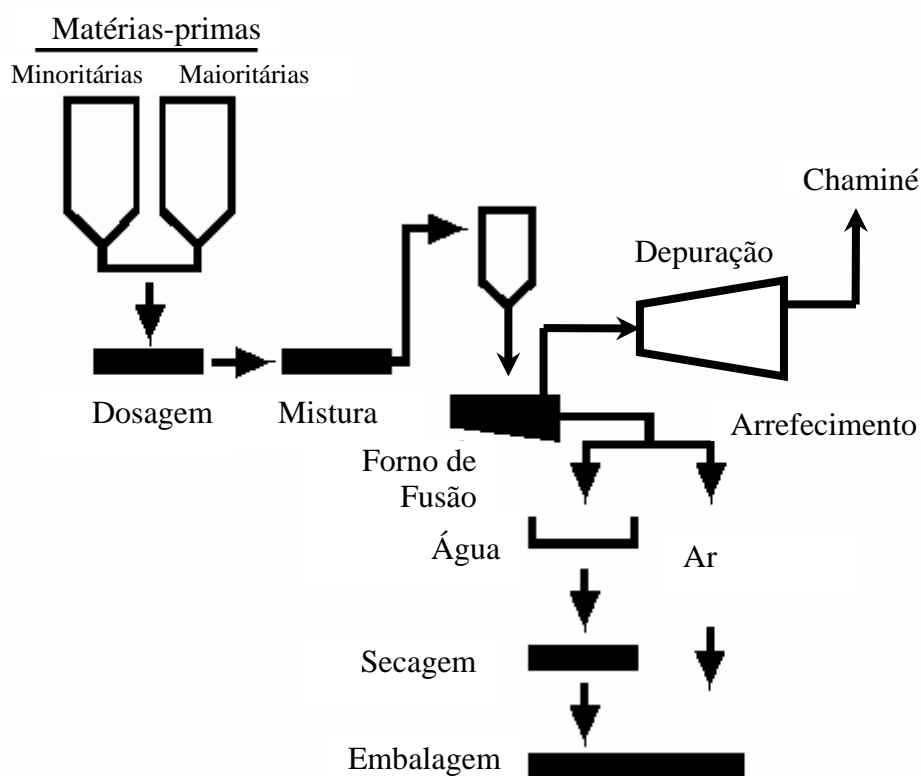 Matérias-primas
Minoritárias Maioritárias
Chaminé
Depuração
Dosagem
Mistura
Arrefecimento
Forno de
Fusão
Água
Ar
Secagem
Embalagem